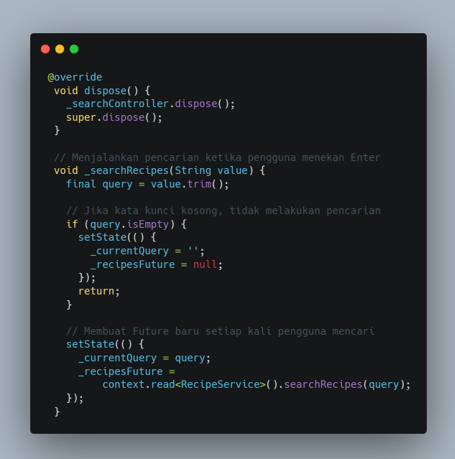 @override
void dispose() {
_searchController.dispose();
super.dispose();
}
// Menjalankan pencarian ketika pengguna menekan Enter
void _searchRecipes(String value) {
final query = value.trim();
// Jika kata kunci kosong, tidak melakukan pencarian
if (query.isEmpty) {
setState(() {
_currentQuery = '';
_recipesFuture = null;
});
return;
}
// Membuat Future baru setiap kali pengguna mencari
setState(() {
_currentQuery = query;
_recipesFuture =
context.read<RecipeService>().searchRecipes(query);
});
}